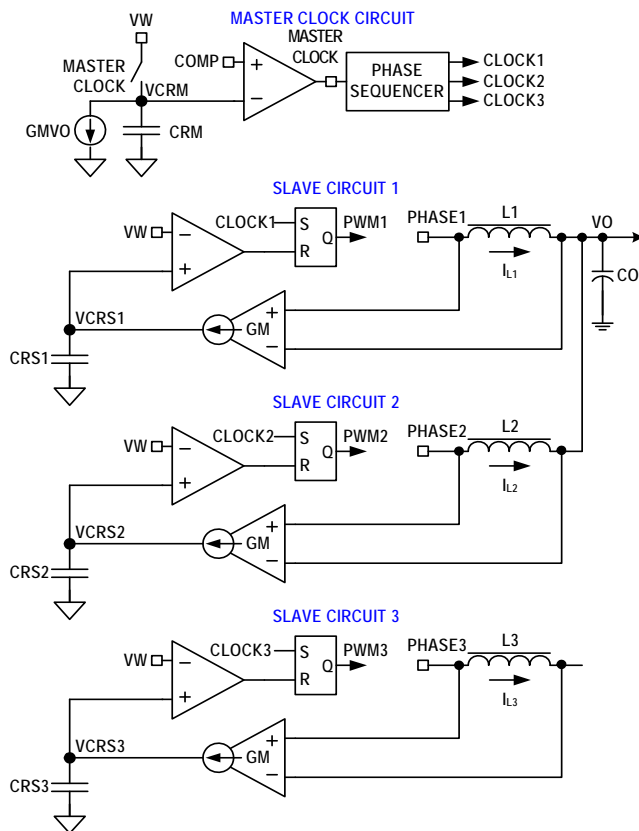 MASTER CLOCK CIRCUIT
VW
MASTER
CLOCK
VCRM
GMVO
CRM
COMP
+
−
MASTER
CLOCK
PHASE
SEQUENCER
CLOCK1
CLOCK2
CLOCK3
SLAVE CIRCUIT 1
VW
−
+
CLOCK1
S
R
Q
PWM1
PHASE1
L1
IL1
VO
CO
VCRS1
CRS1
GM
+
−
SLAVE CIRCUIT 2
VW
−
+
CLOCK2
S
R
Q
PWM2
PHASE2
L2
IL2
VCRS2
CRS2
GM
+
−
SLAVE CIRCUIT 3
VW
−
+
CLOCK3
S
R
Q
PWM3
PHASE3
L3
IL3
VCRS3
CRS3
GM
+
−